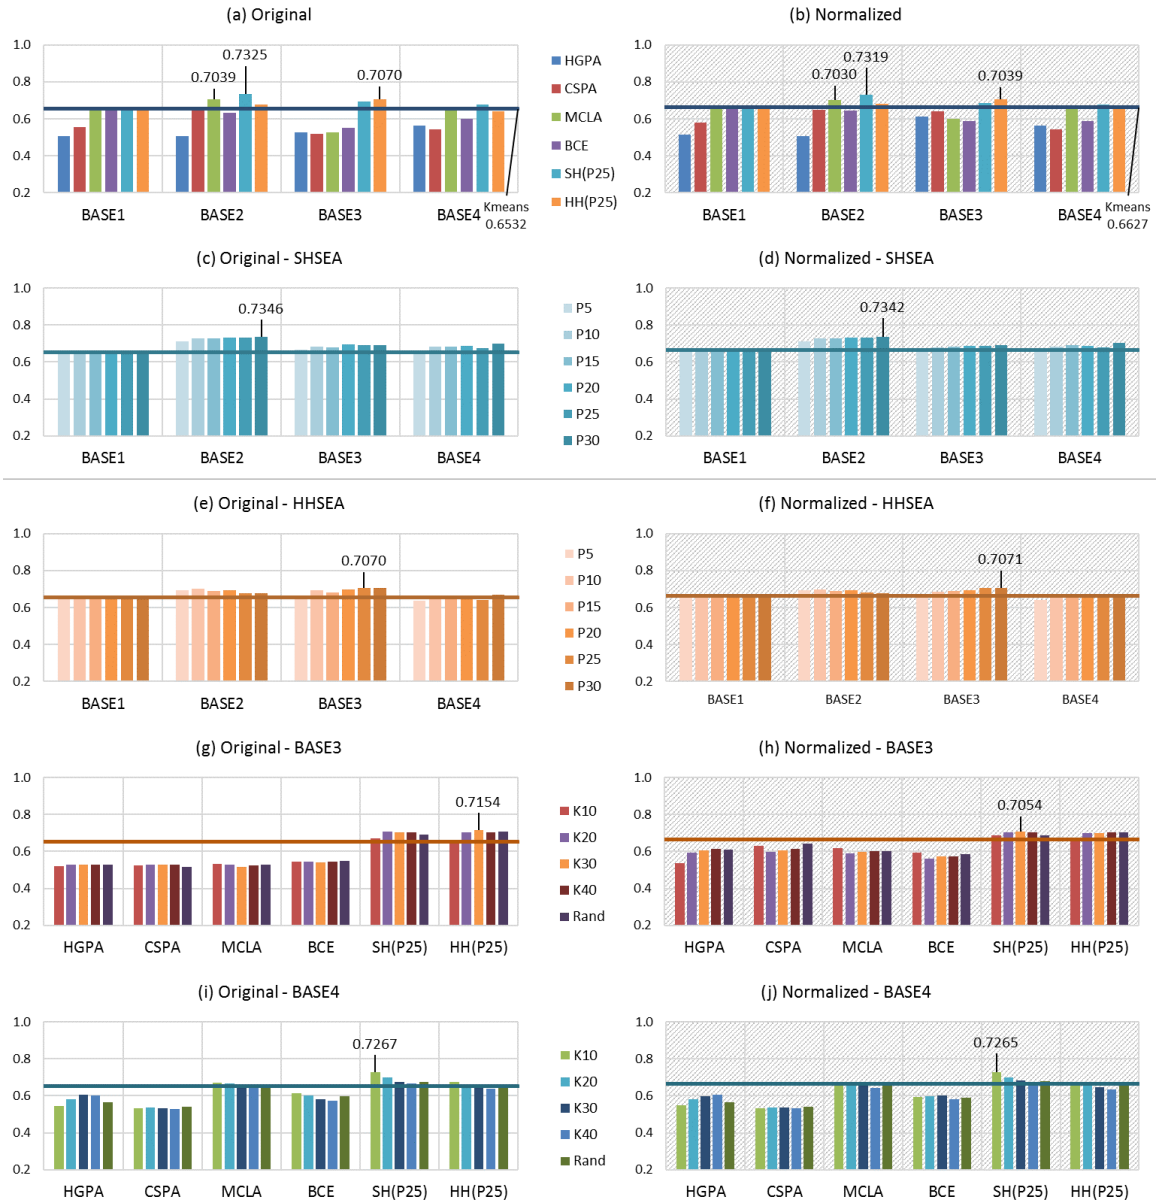 (a) Original
1.0
0.8
0.6
0.4
0.2
0.7039
0.7325
0.7070
BASE1
BASE2
BASE3
BASE4
Kmeans
0.6532
HGPA
CSPA
MCLA
BCE
SH(P25)
HH(P25)
(b) Normalized
1.0
0.8
0.6
0.4
0.2
0.7030
0.7319
0.7039
BASE1
BASE2
BASE3
BASE4
Kmeans
0.6627
(c) Original - SHSEA
1.0
0.8
0.6
0.4
0.2
0.7346
BASE1
BASE2
BASE3
BASE4
P5
P10
P15
P20
P25
P30
(d) Normalized - SHSEA
1.0
0.8
0.6
0.4
0.2
0.7342
BASE1
BASE2
BASE3
BASE4
(e) Original - HHSEA
1.0
0.8
0.6
0.4
0.2
0.7070
BASE1
BASE2
BASE3
BASE4
P5
P10
P15
P20
P25
P30
(f) Normalized - HHSEA
1.0
0.8
0.6
0.4
0.2
0.7071
BASE1
BASE2
BASE3
BASE4
(g) Original - BASE3
1.0
0.8
0.6
0.4
0.2
0.7154
HGPA
CSPA
MCLA
BCE
SH(P25)
HH(P25)
K10
K20
K30
K40
Rand
(h) Normalized - BASE3
1.0
0.8
0.6
0.4
0.2
0.7054
HGPA
CSPA
MCLA
BCE
SH(P25)
HH(P25)
(i) Original - BASE4
1.0
0.8
0.6
0.4
0.2
0.7267
HGPA
CSPA
MCLA
BCE
SH(P25)
HH(P25)
K10
K20
K30
K40
Rand
(j) Normalized - BASE4
1.0
0.8
0.6
0.4
0.2
0.7265
HGPA
CSPA
MCLA
BCE
SH(P25)
HH(P25)